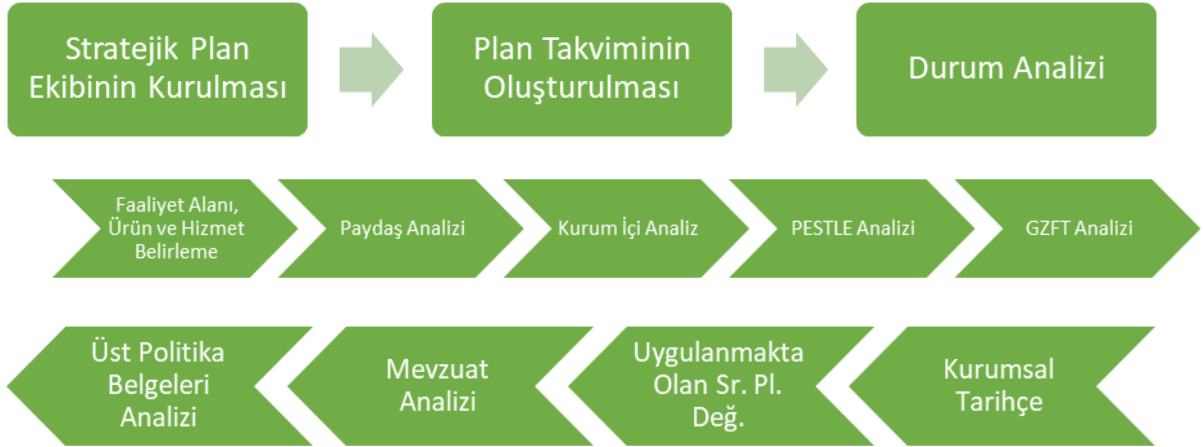 Stratejik Plan
Ekibinin Kurulması
Plan Takviminin
Oluşturulması
Durum Analizi
Faaliyet Alanı,
Ürün ve Hizmet
Belirleme
Paydaş Analizi
Kurum İçi Analiz
PESTLE Analizi
GZFT Analizi
Üst Politika
Belgeleri
Analizi
Mevzuat
Analizi
Uygulanmakta
Olan Sr. Pl.
Değ.
Kurumsal
Tarihçe